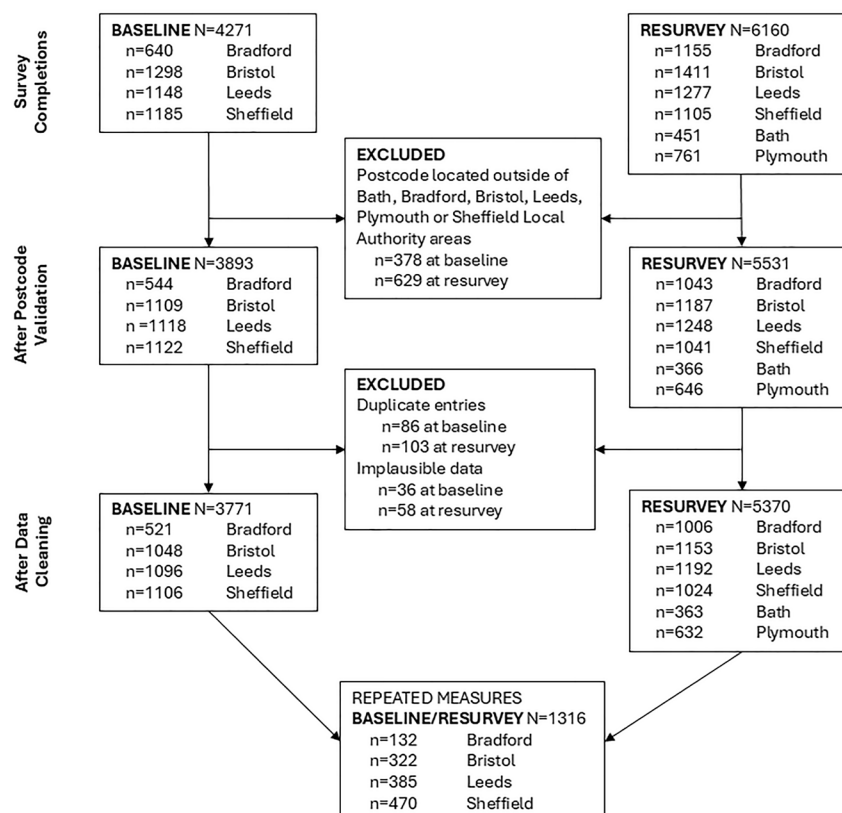 Survey
Completions
BASELINE N=4271
n=640 Bradford
n=1298 Bristol
n=1148 Leeds
n=1185 Sheffield
RESURVEY N=6160
n=1155 Bradford
n=1411 Bristol
n=1277 Leeds
n=1105 Sheffield
n=451 Bath
n=761 Plymouth
EXCLUDED
Postcode located outside of
Bath, Bradford, Bristol, Leeds,
Plymouth or Sheffield Local
Authority areas
n=378 at baseline
n=629 at resurvey
After Postcode
Validation
BASELINE N=3893
n=544 Bradford
n=1109 Bristol
n =1118 Leeds
n=1122 Sheffield
RESURVEY N=5531
n=1043 Bradford
n=1187 Bristol
n=1248 Leeds
n=1041 Sheffield
n=366 Bath
n=646 Plymouth
EXCLUDED
Duplicate entries
n=86 at baseline
n=103 at resurvey
Implausible data
n=36 at baseline
n=58 at resurvey
After Data
Cleaning
BASELINE N=3771
n=521 Bradford
n=1048 Bristol
n=1096 Leeds
n=1106 Sheffield
RESURVEY N=5370
n=1006 Bradford
n=1153 Bristol
n=1192 Leeds
n=1024 Sheffield
n=363 Bath
n=632 Plymouth
REPEATED MEASURES
BASELINE/RESURVEY N=1316
n=132 Bradford
n=322 Bristol
n=385 Leeds
n=470 Sheffield